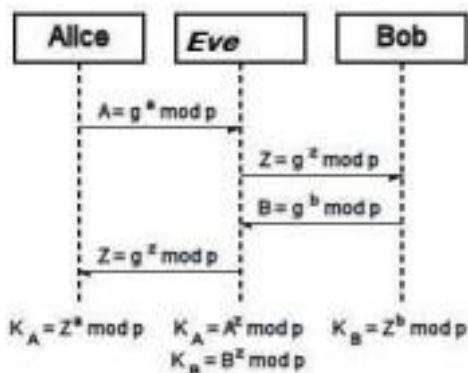 Alice Eve Bob
A = g^a mod p
Z = g^z mod p
B = g^b mod p
Z = g^z mod p
K_A = Z^a mod p K_A = A^z mod p K_B = Z^b mod p
K_B = B^z mod p